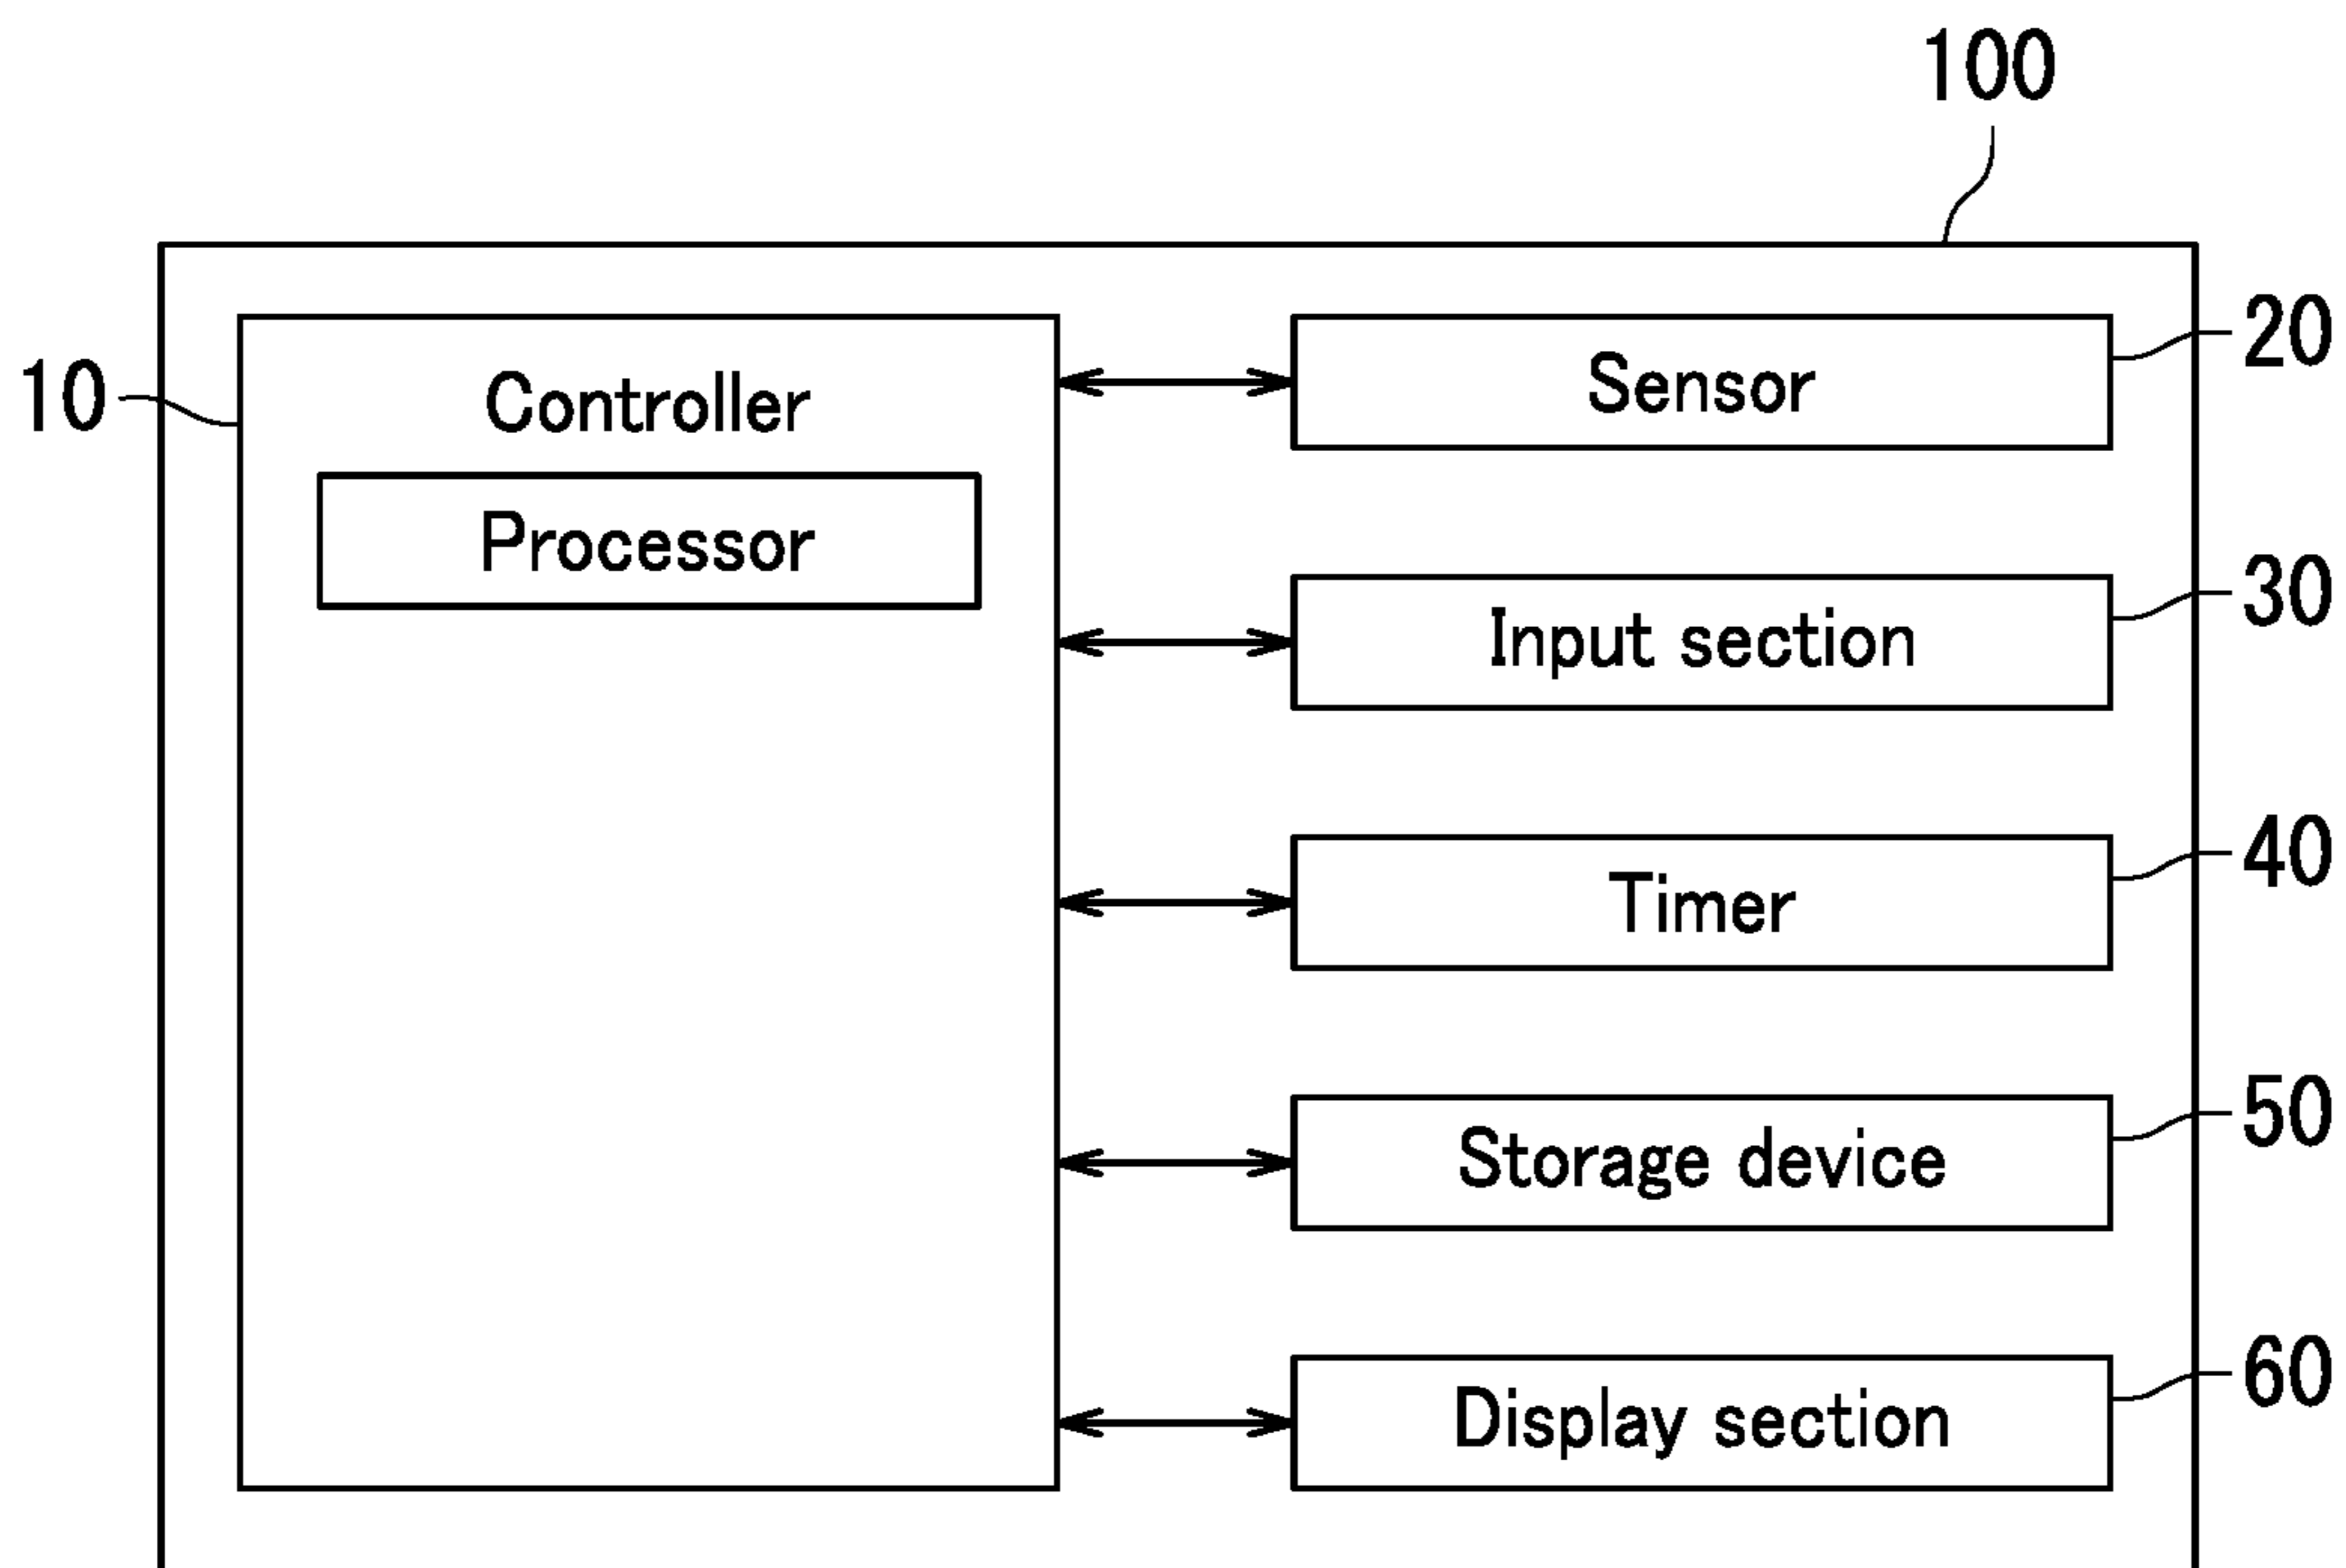 100
10
Controller
Processor
Sensor
20
Input section
30
Timer
40
Storage device
50
Display section
60